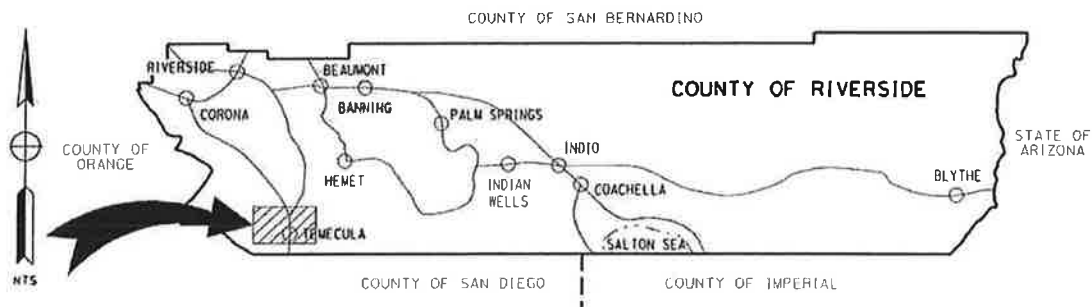 COUNTY OF SAN BERNARDINO
RIVERSIDE
BEAUMONT
COUNTY OF RIVERSIDE
CORONA
BANNING
PALM SPRINGS
COUNTY OF
ORANGE
STATE OF
ARIZONA
HEMET
INDIO
INDIAN
WELLS
COACHELLA
BLYTHE
TEMECULA
SALTON SEA
NTS
COUNTY OF SAN DIEGO
COUNTY OF IMPERIAL